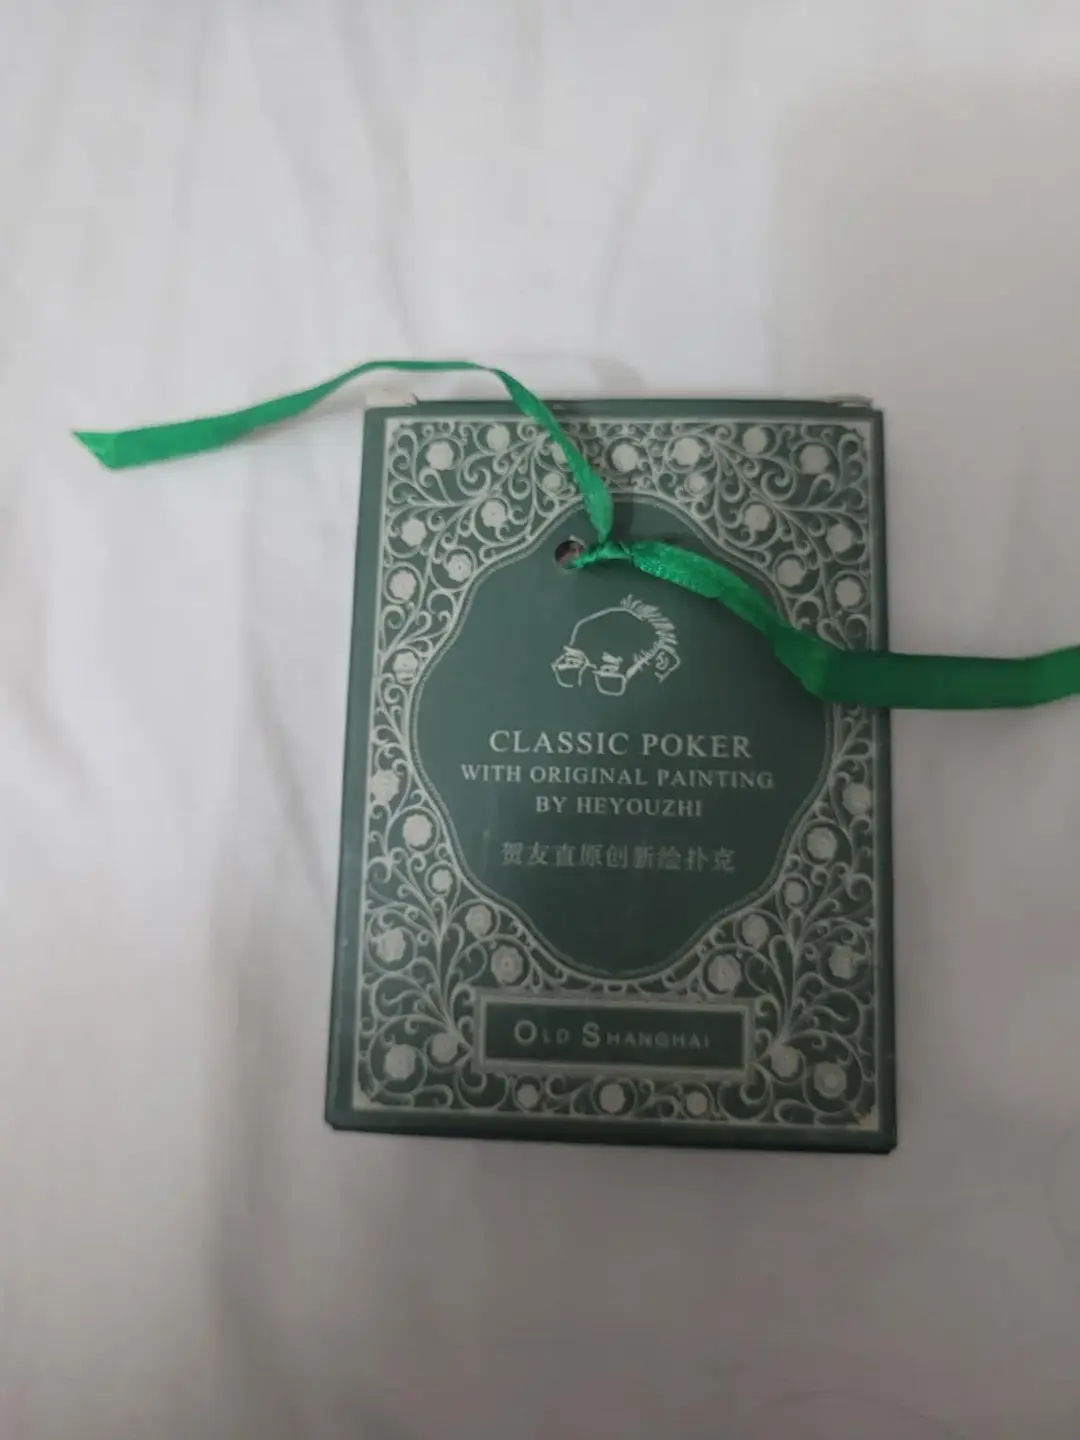 CLASSIC POKER
WITH ORIGINAL PAINTING
BY HEYOUZHI
贺友直原创新绘扑克
OLD SHANGHAI